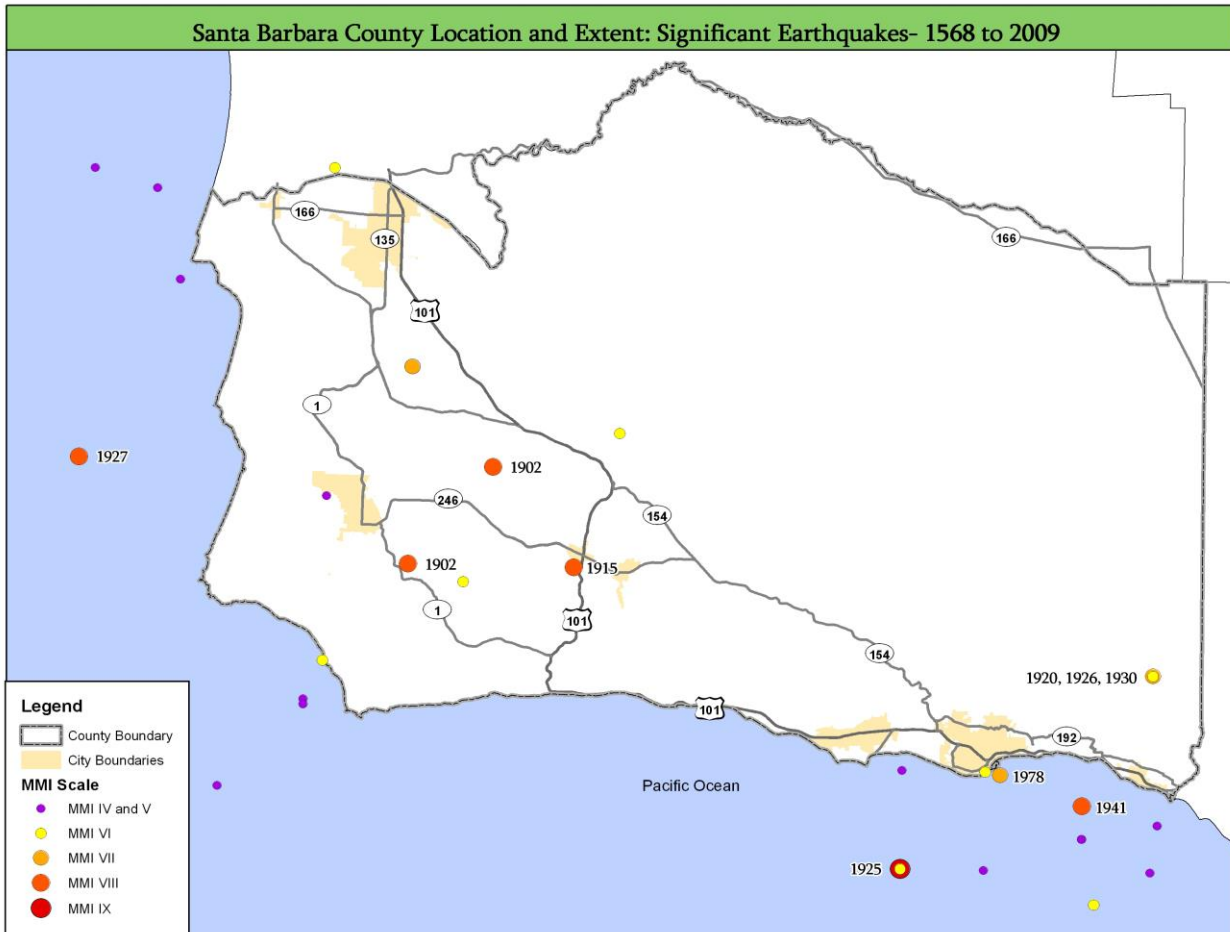 Santa Barbara County Location and Extent: Significant Earthquakes- 1568 to 2009
166
135
166
101
1
1927
1902
246
154
1902
1915
1
101
154
1920, 1926, 1930
101
192
1978
Pacific Ocean
1941
1925
Legend
County Boundary
City Boundaries
MMI Scale
MMI IV and V
MMI VI
MMI VII
MMI VIII
MMI IX